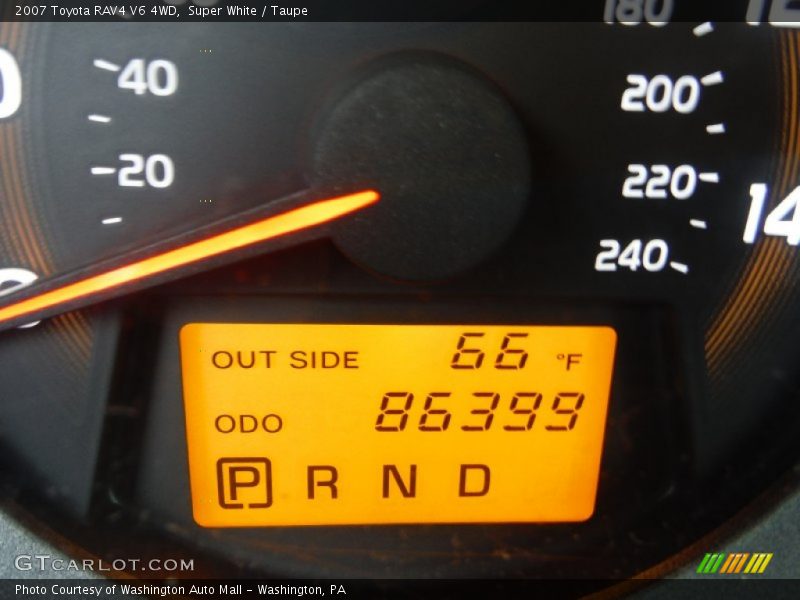 2007 Toyota RAV4 V6 4WD, Super White / Taupe
180
40
200
20
220
240
OUT SIDE 66 °F
ODO 86399
P R N D
GTCARLOT.COM
Photo Courtesy of Washington Auto Mall - Washington, PA